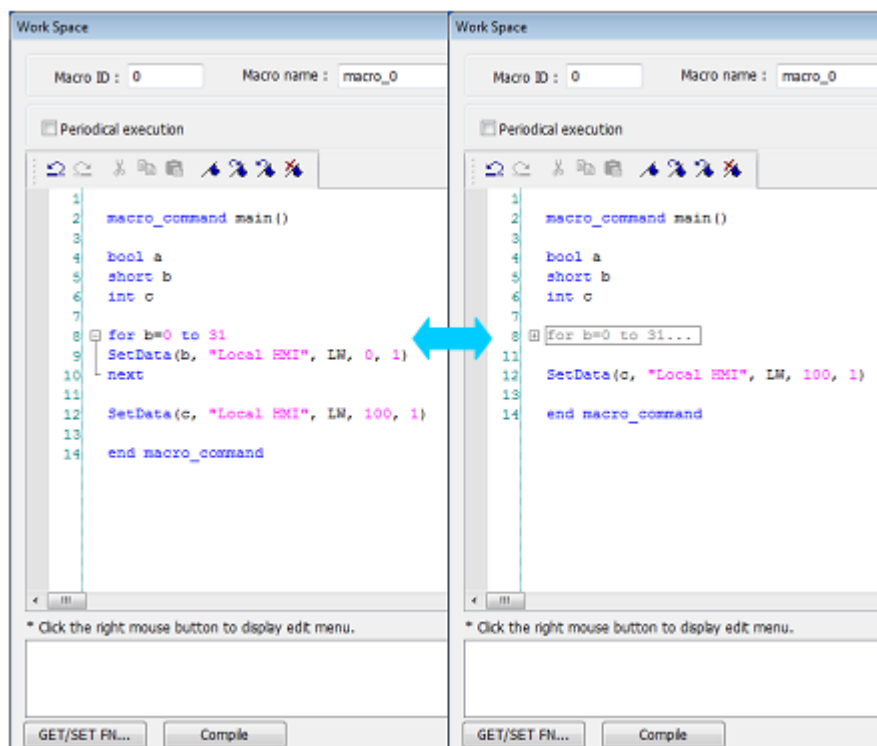 Work Space
Macro ID : 0 Macro name : macro_0
Periodical execution
1
2 macro_command main()
3
4 bool a
5 short b
6 int c
7
8 for b=0 to 31
9 SetData(b, "Local HMI", LW, 0, 1)
10 next
11
12 SetData(c, "Local HMI", LW, 100, 1)
13
14 end macro_command
* Click the right mouse button to display edit menu.
GET/SET FN... Compile
Work Space
Macro ID : 0 Macro name : macro_0
Periodical execution
1
2 macro_command main()
3
4 bool a
5 short b
6 int c
7
8 for b=0 to 31...
11
12 SetData(c, "Local HMI", LW, 100, 1)
13
14 end macro_command
* Click the right mouse button to display edit menu.
GET/SET FN... Compile